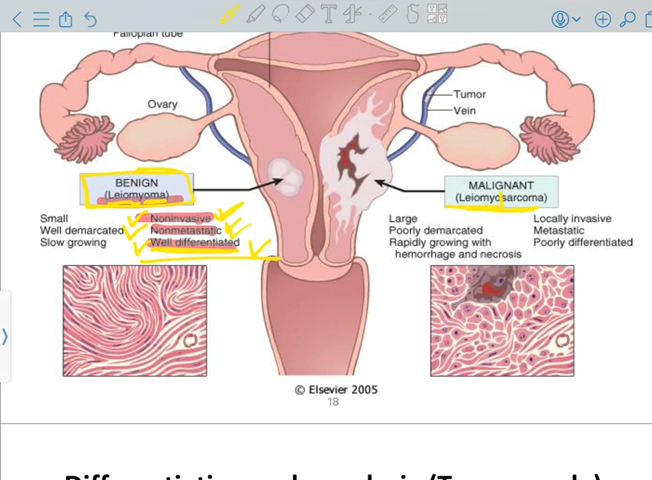 Fallopian tube
Ovary
Tumor
Vein
BENIGN
(Leiomyoma)
MALIGNANT
(Leiomyosarcoma)
Small
Well demarcated
Slow growing
Noninvasive
Nonmetastatic
Well differentiated
Large
Poorly demarcated
Rapidly growing with
hemorrhage and necrosis
Locally invasive
Metastatic
Poorly differentiated
© Elsevier 2005
18